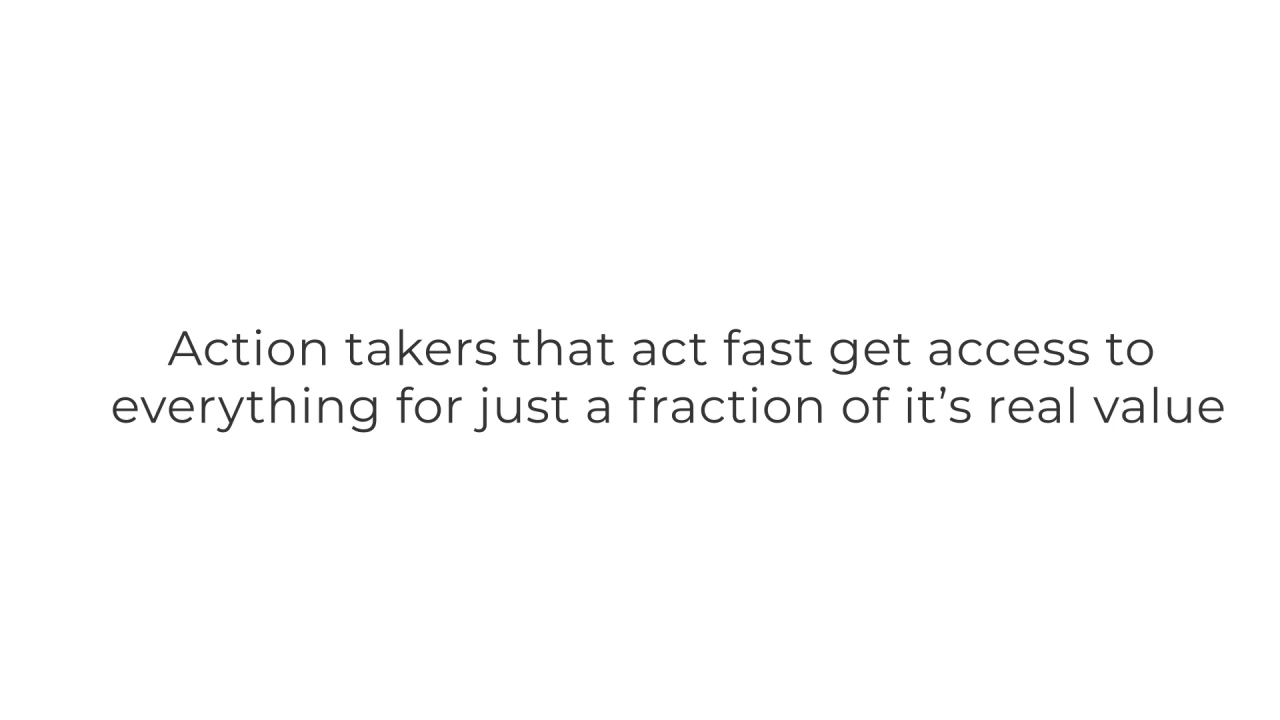 Action takers that act fast get access to
everything for just a fraction of it’s real value